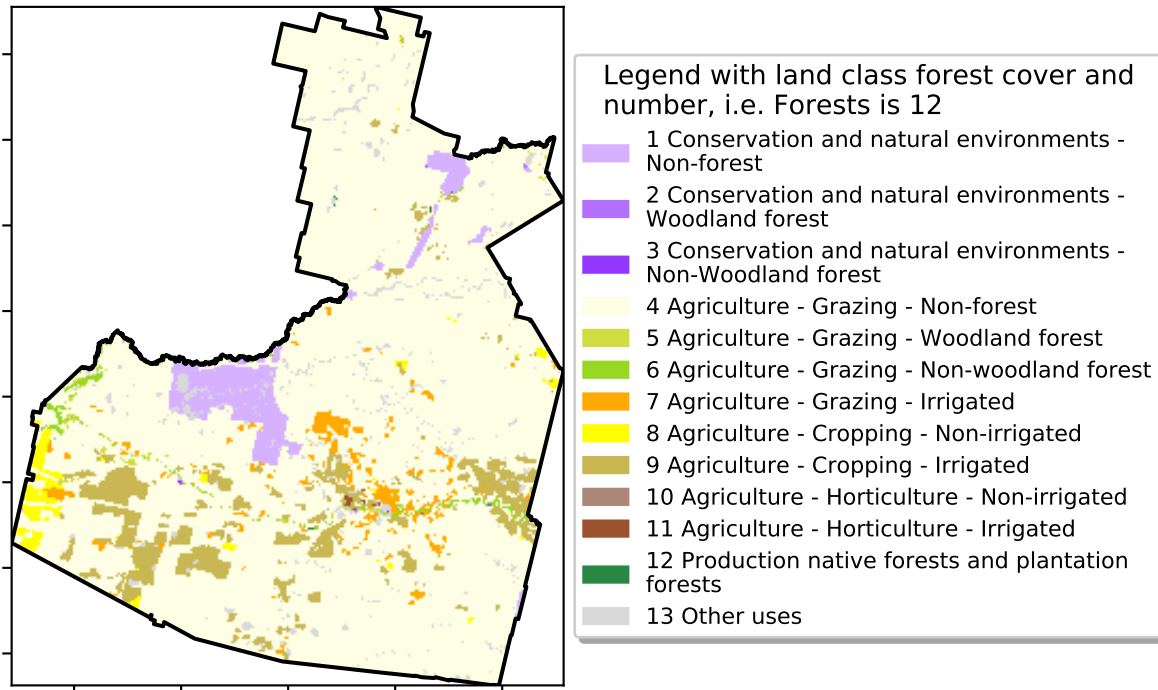 Legend with land class forest cover and
number, i.e. Forests is 12
1 Conservation and natural environments -
Non-forest
2 Conservation and natural environments -
Woodland forest
3 Conservation and natural environments -
Non-Woodland forest
4 Agriculture - Grazing - Non-forest
5 Agriculture - Grazing - Woodland forest
6 Agriculture - Grazing - Non-woodland forest
7 Agriculture - Grazing - Irrigated
8 Agriculture - Cropping - Non-irrigated
9 Agriculture - Cropping - Irrigated
10 Agriculture - Horticulture - Non-irrigated
11 Agriculture - Horticulture - Irrigated
12 Production native forests and plantation
forests
13 Other uses